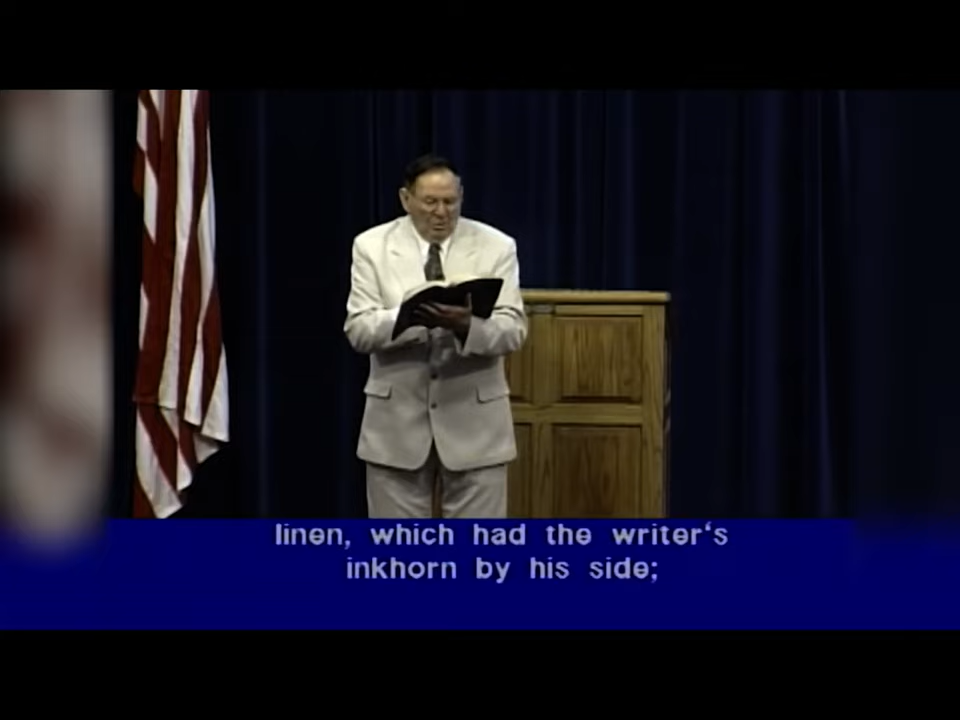 linen, which had the writer‘s
inkhorn by his side;